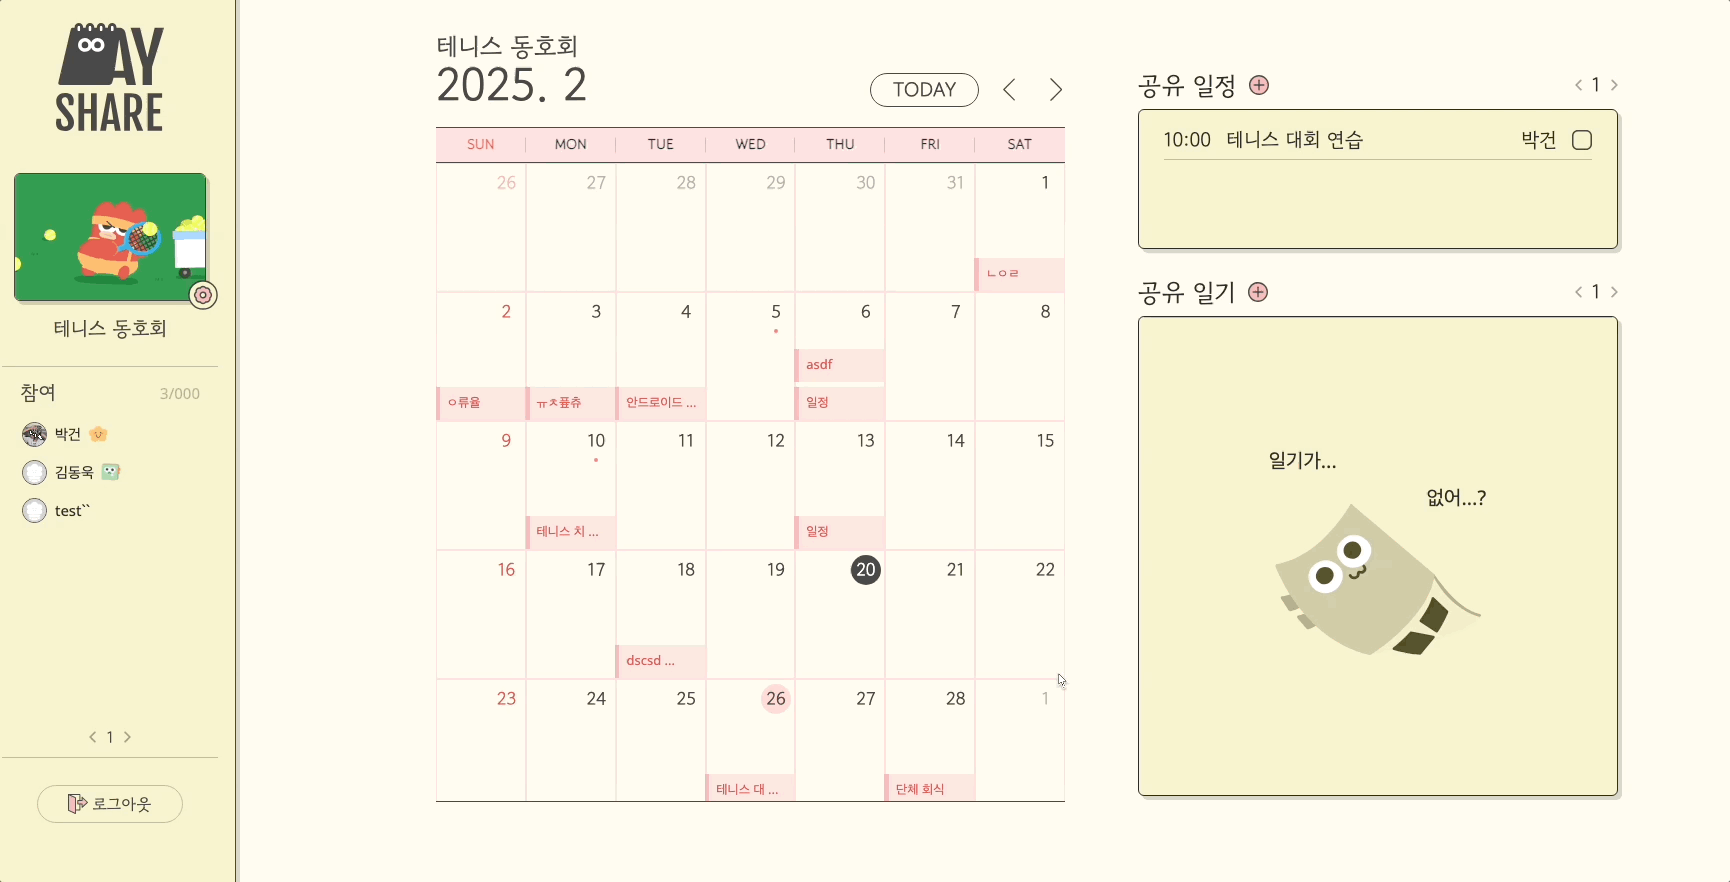 DAY
SHARE
테니스 동호회
참여 3/000
박건
김동욱
test``
< 1 >
로그아웃
테니스 동호회
2025. 2
TODAY < >
SUN MON TUE WED THU FRI SAT
26 27 28 29 30 31 1
ㄴㅇㄹ
2 3 4 5 6 7 8
asdf
ㅇ류율 ㅠㅊ퓶츄 안드로이드 ... 일정
9 10 11 12 13 14 15
테니스 치 ... 일정
16 17 18 19 20 21 22
dscsd ...
23 24 25 26 27 28 1
테니스 대 ... 단체 회식
공유 일정 < 1 >
10:00 테니스 대회 연습 박건
공유 일기 < 1 >
일기가...
없어...?